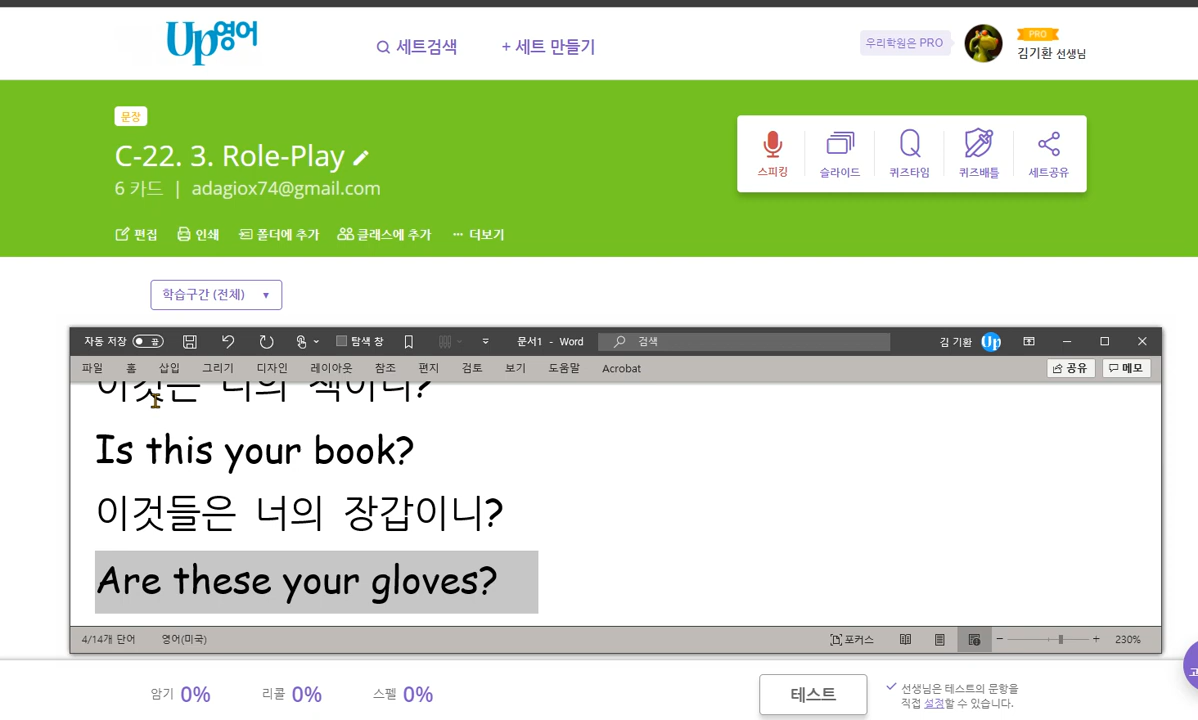 Up영어
세트검색
+ 세트 만들기
우리학원은 PRO
PRO
김기환 선생님
문장
C-22. 3. Role-Play
6 카드 | adagiox74@gmail.com
스피킹
슬라이드
퀴즈타임
퀴즈배틀
세트공유
편집
인쇄
폴더에 추가
클래스에 추가
··· 더보기
학습구간 (전체) ▼
자동 저장
끔
탐색 창
문서1 - Word
검색
김 기환
Up
파일 홈 삽입 그리기 디자인 레이아웃 참조 편지 검토 보기 도움말 Acrobat
공유
메모
이것은 너의 책이니?
Is this your book?
이것들은 너의 장갑이니?
Are these your gloves?
4/14개 단어
영어(미국)
포커스
230%
암기 0%
리콜 0%
스펠 0%
테스트
선생님은 테스트의 문항을
직접 설정할 수 있습니다.